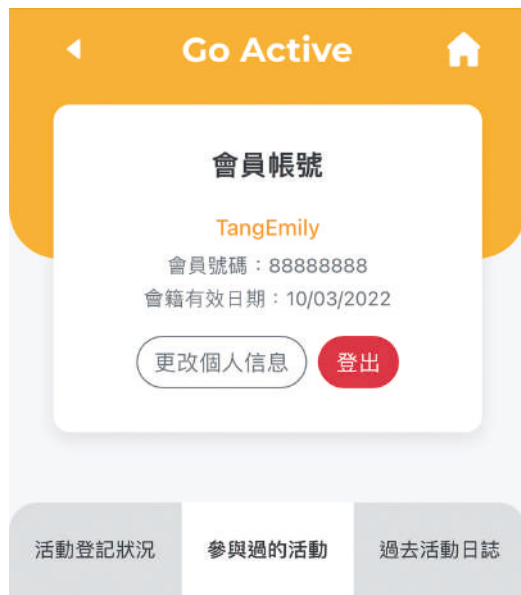 Go Active
會員帳號
TangEmily
會員號碼：88888888
會籍有效日期：10/03/2022
更改個人信息 登出
活動登記狀況 參與過的活動 過去活動日誌